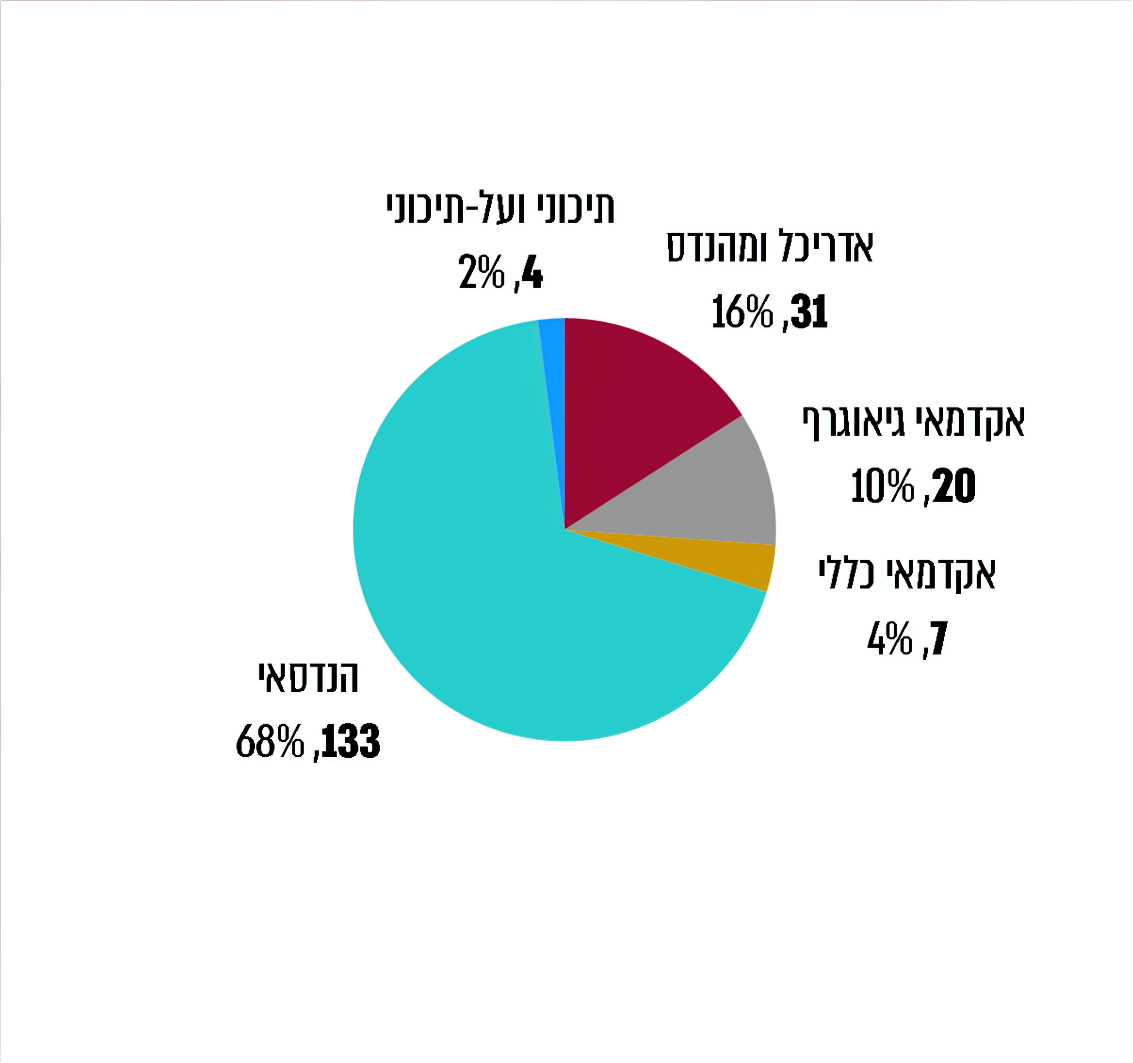 תיכוני ועל-תיכוני
4, 2%
אדריכל ומהנדס
31, 16%
אקדמאי גיאוגרף
20, 10%
אקדמאי כללי
7, 4%
הנדסאי
133, 68%